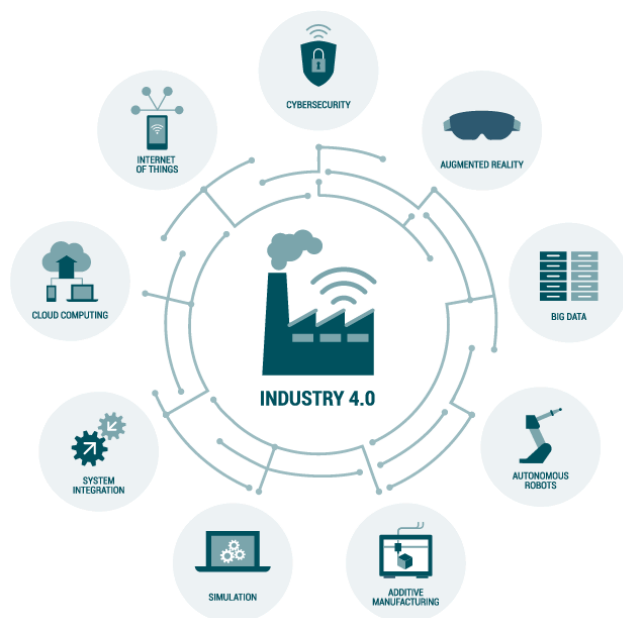 CYBERSECURITY
AUGMENTED REALITY
BIG DATA
AUTONOMOUS
ROBOTS
ADDITIVE
MANUFACTURING
SIMULATION
SYSTEM
INTEGRATION
CLOUD COMPUTING
INTERNET
OF THINGS
INDUSTRY 4.0